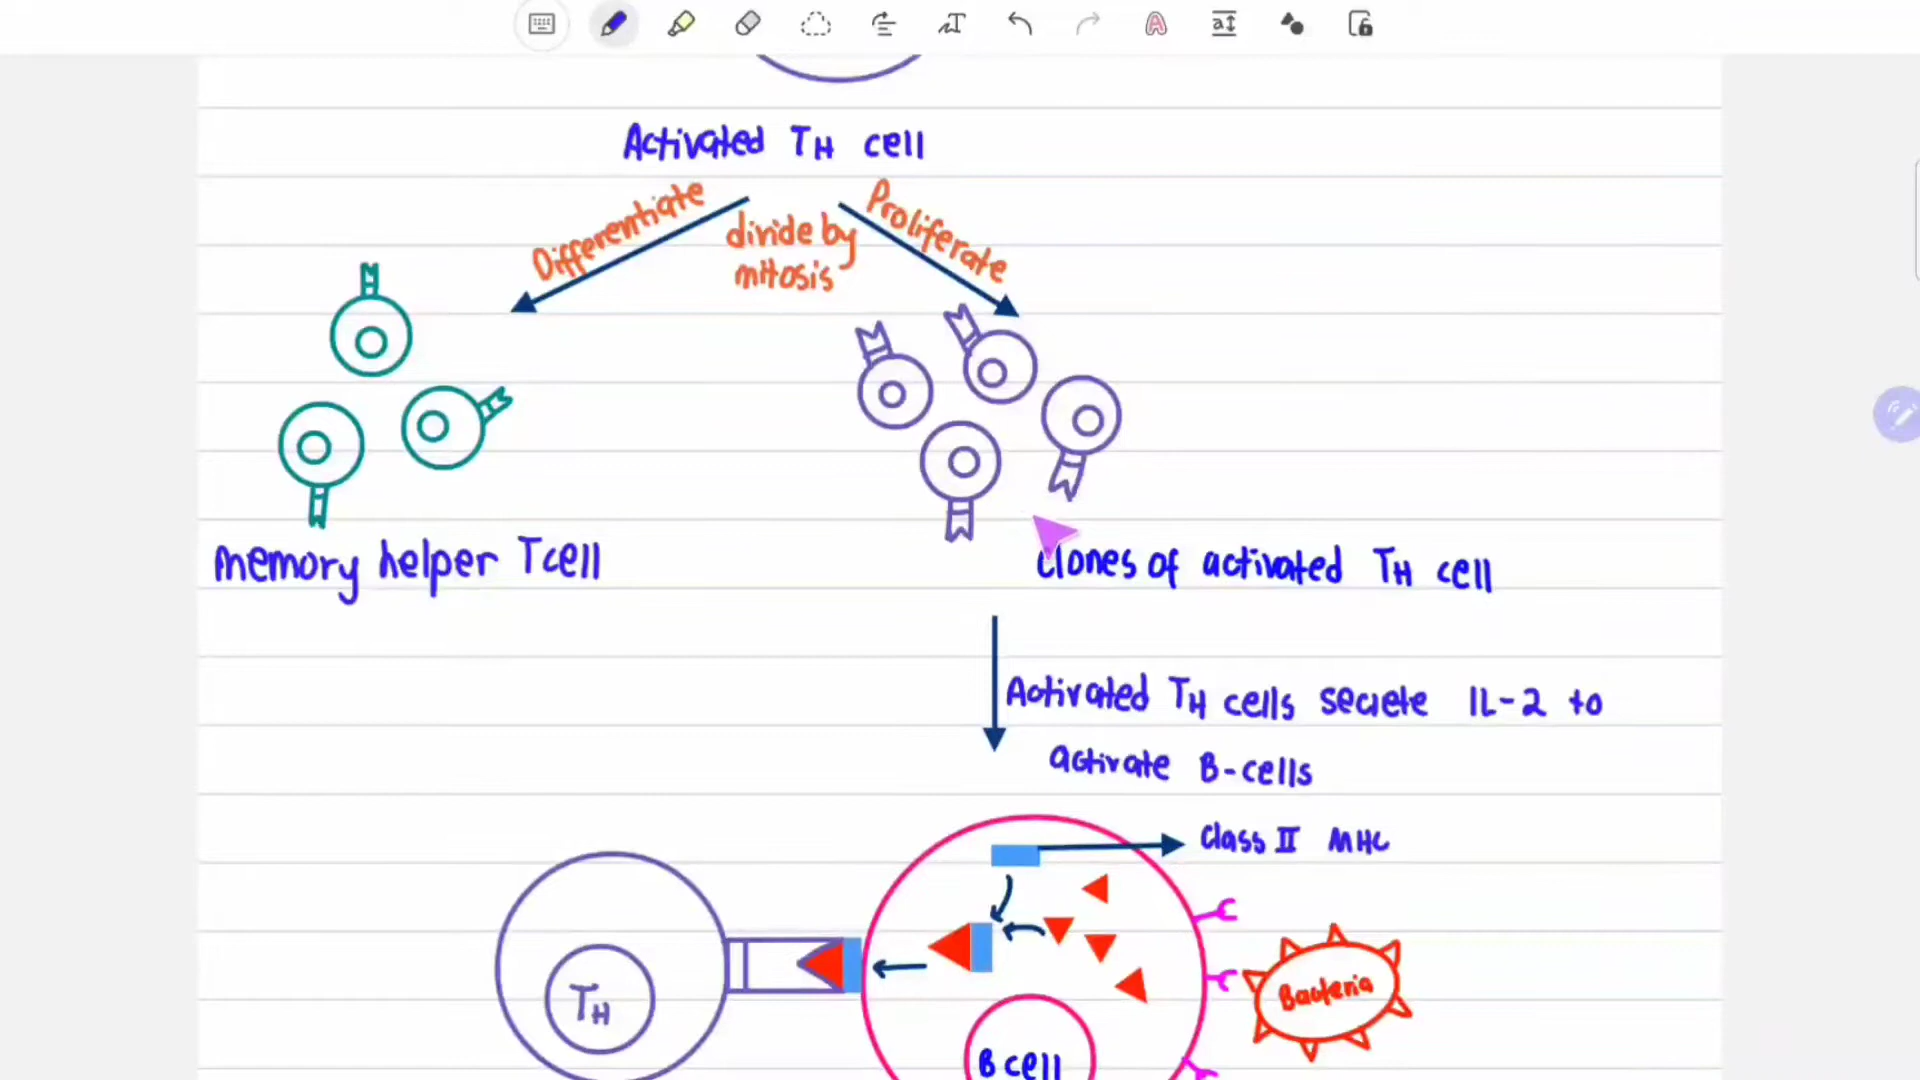 Activated TH cell
Differentiate
divide by
mitosis
Proliferate
memory helper T cell
Clones of activated TH cell
Activated TH cells secrete IL-2 to
activate B-cells
Class II MHC
TH
Bacteria
B cell